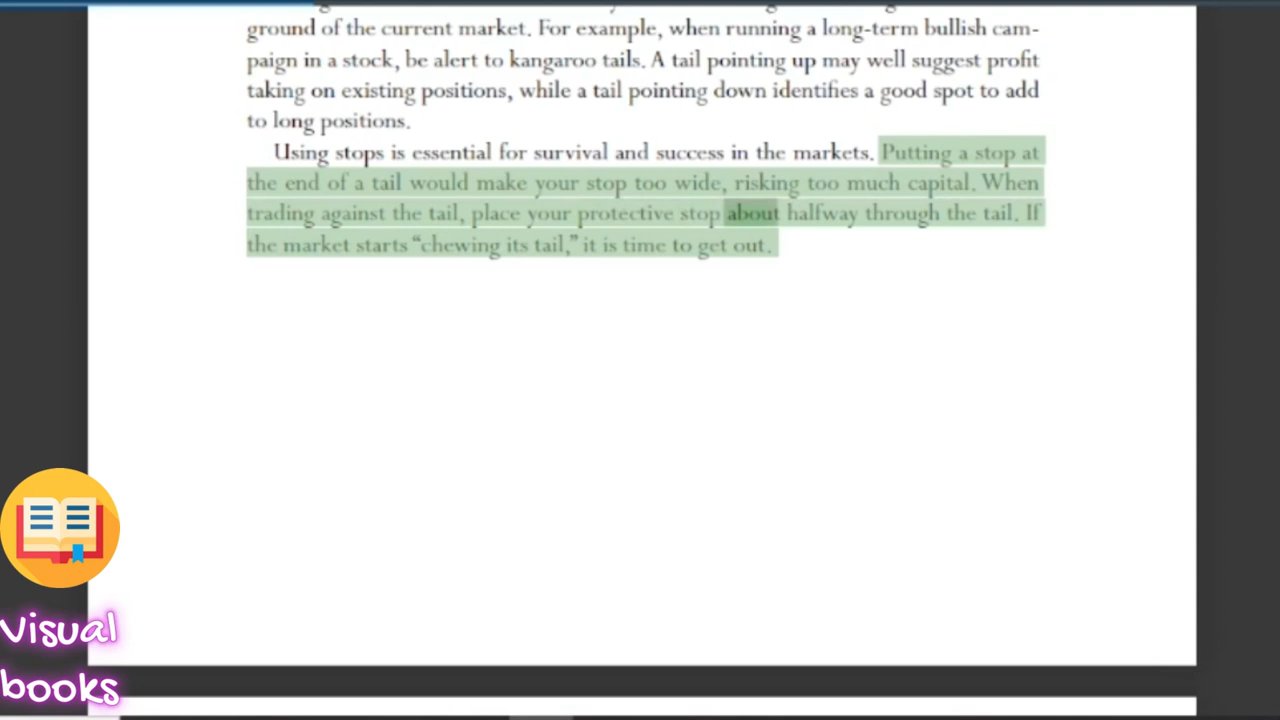 ground of the current market. For example, when running a long-term bullish cam-
paign in a stock, be alert to kangaroo tails. A tail pointing up may well suggest profit
taking on existing positions, while a tail pointing down identifies a good spot to add
to long positions.
Using stops is essential for survival and success in the markets. Putting a stop at
the end of a tail would make your stop too wide, risking too much capital. When
trading against the tail, place your protective stop about halfway through the tail. If
the market starts “chewing its tail,” it is time to get out.
Visual
books